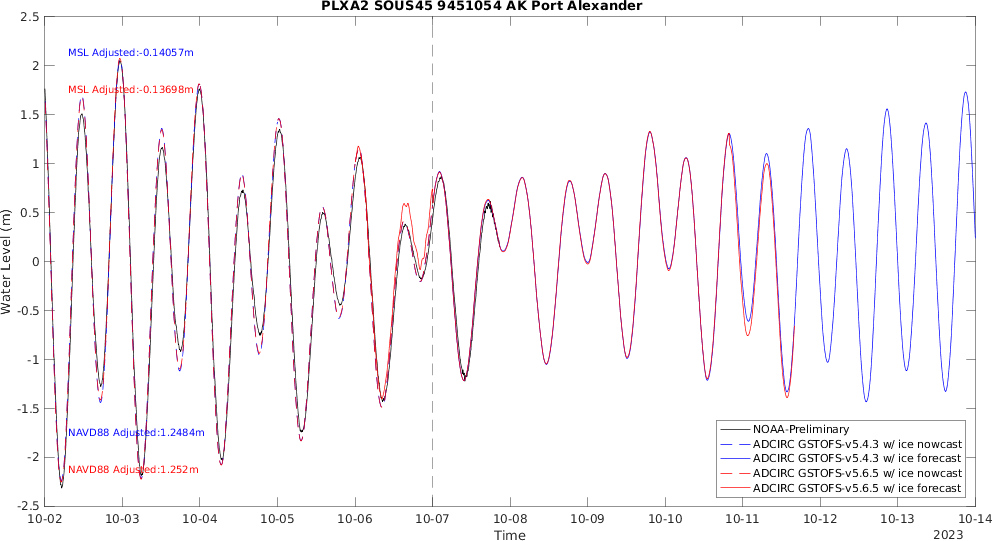 PLXA2 SOUS45 9451054 AK Port Alexander
2.5
2
1.5
1
0.5
0
-0.5
-1
-1.5
-2
-2.5
Water Level (m)
MSL Adjusted:-0.14057m
MSL Adjusted:-0.13698m
NAVD88 Adjusted:1.2484m
NAVD88 Adjusted:1.252m
NOAA-Preliminary
ADCIRC GSTOFS-v5.4.3 w/ ice nowcast
ADCIRC GSTOFS-v5.4.3 w/ ice forecast
ADCIRC GSTOFS-v5.6.5 w/ ice nowcast
ADCIRC GSTOFS-v5.6.5 w/ ice forecast
10-02 10-03 10-04 10-05 10-06 10-07 10-08 10-09 10-10 10-11 10-12 10-13 10-14
Time
2023